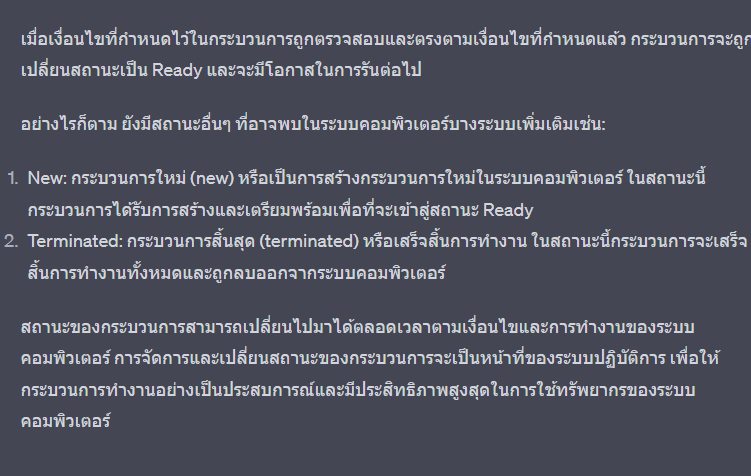 เมื่อเงื่อนไขที่กำหนดไว้ในกระบวนการถูกตรวจสอบและตรงตามเงื่อนไขที่กำหนดแล้ว กระบวนการจะถูก
เปลี่ยนสถานะเป็น Ready และจะมีโอกาสในการรันต่อไป
อย่างไรก็ตาม ยังมีสถานะอื่นๆ ที่อาจพบในระบบคอมพิวเตอร์บางระบบเพิ่มเติมเช่น:
1. New: กระบวนการใหม่ (new) หรือเป็นการสร้างกระบวนการใหม่ในระบบคอมพิวเตอร์ ในสถานะนี้
กระบวนการได้รับการสร้างและเตรียมพร้อมเพื่อที่จะเข้าสู่สถานะ Ready
2. Terminated: กระบวนการสิ้นสุด (terminated) หรือเสร็จสิ้นการทำงาน ในสถานะนี้กระบวนการจะเสร็จ
สิ้นการทำงานทั้งหมดและถูกลบออกจากระบบคอมพิวเตอร์
สถานะของกระบวนการสามารถเปลี่ยนไปมาได้ตลอดเวลาตามเงื่อนไขและการทำงานของระบบ
คอมพิวเตอร์ การจัดการและเปลี่ยนสถานะของกระบวนการจะเป็นหน้าที่ของระบบปฏิบัติการ เพื่อให้
กระบวนการทำงานอย่างเป็นประสบการณ์และมีประสิทธิภาพสูงสุดในการใช้ทรัพยากรของระบบ
คอมพิวเตอร์